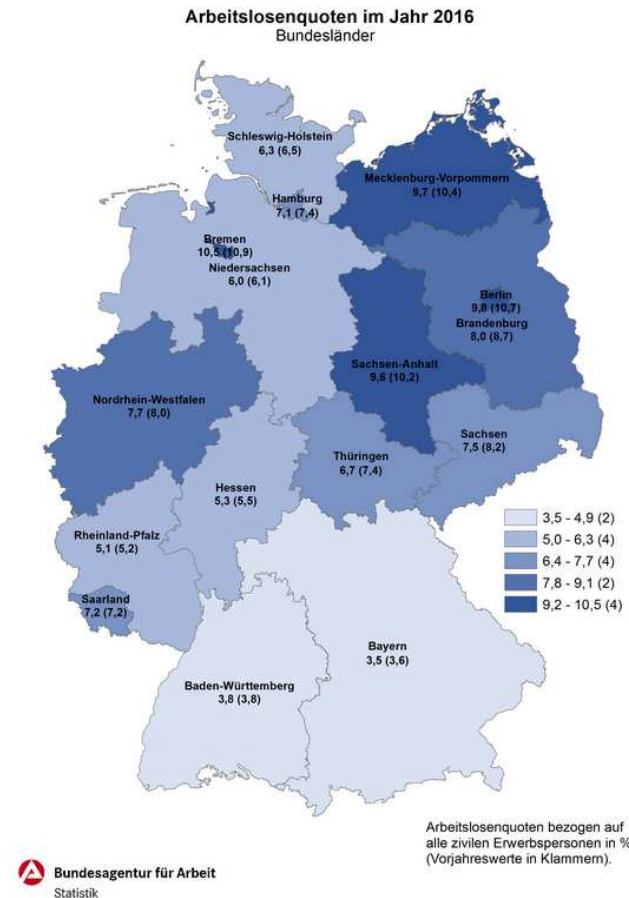 Arbeitslosenquoten im Jahr 2016
Bundesländer
Schleswig-Holstein
6,3 (6,5)
Mecklenburg-Vorpommern
9,7 (10,4)
Hamburg
7,1 (7,4)
Bremen
10,5 (10,9)
Niedersachsen
6,0 (6,1)
Berlin
9,8 (10,7)
Brandenburg
8,0 (8,7)
Sachsen-Anhalt
9,6 (10,2)
Nordrhein-Westfalen
7,7 (8,0)
Sachsen
7,5 (8,2)
Thüringen
6,7 (7,4)
Hessen
5,3 (5,5)
Rheinland-Pfalz
5,1 (5,2)
Saarland
7,2 (7,2)
Bayern
3,5 (3,6)
Baden-Württemberg
3,8 (3,8)
3,5 - 4,9 (2)
5,0 - 6,3 (4)
6,4 - 7,7 (4)
7,8 - 9,1 (2)
9,2 - 10,5 (4)
Arbeitslosenquoten bezogen auf
alle zivilen Erwerbspersonen in %
(Vorjahreswerte in Klammern).
Bundesagentur für Arbeit
Statistik